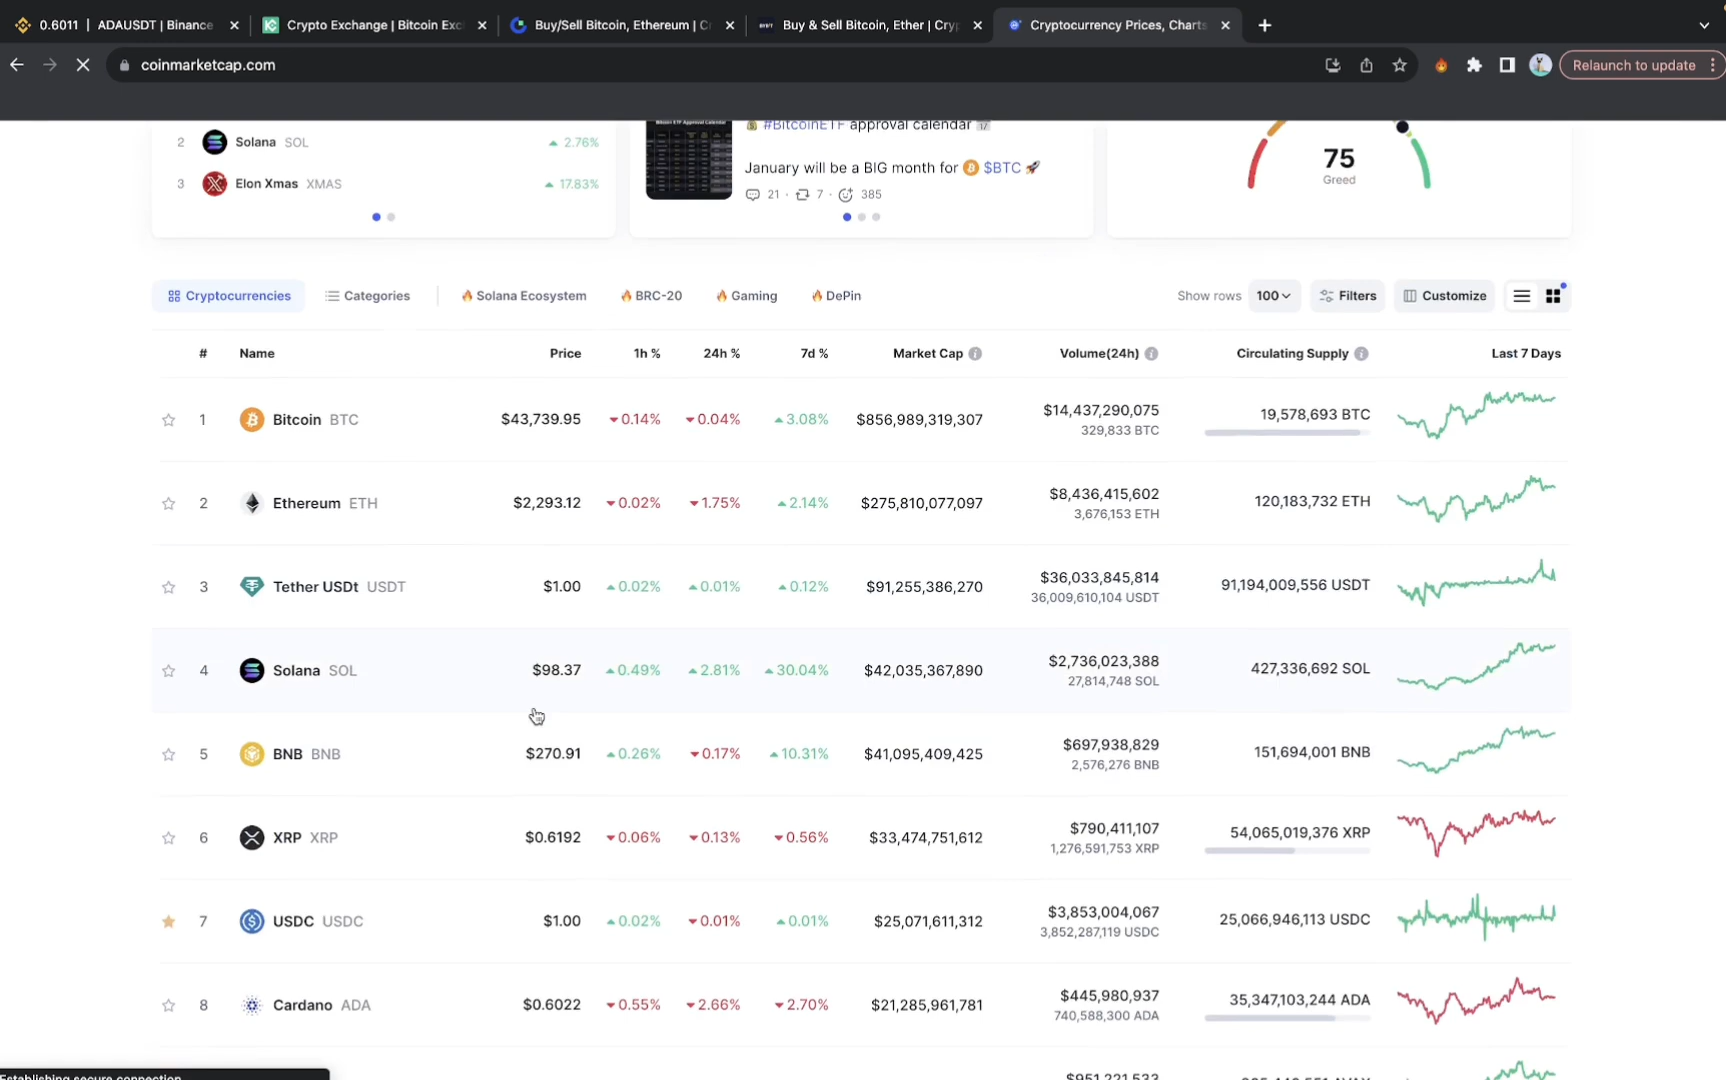 0.6011 | ADAUSDT | Binance
Crypto Exchange | Bitcoin Exc
Buy/Sell Bitcoin, Ethereum | C
Buy & Sell Bitcoin, Ether | Cryp
Cryptocurrency Prices, Charts
coinmarketcap.com
Relaunch to update
2 Solana SOL 2.76%
3 Elon Xmas XMAS 17.83%
#BitcoinETF approval calendar
January will be a BIG month for $BTC
21 · 7 · 385
75
Greed
Cryptocurrencies Categories Solana Ecosystem BRC-20 Gaming DePin Show rows 100 Filters Customize
# Name Price 1h % 24h % 7d % Market Cap Volume(24h) Circulating Supply Last 7 Days
1 Bitcoin BTC $43,739.95 0.14% 0.04% 3.08% $856,989,319,307 $14,437,290,075 19,578,693 BTC
329,833 BTC
2 Ethereum ETH $2,293.12 0.02% 1.75% 2.14% $275,810,077,097 $8,436,415,602 120,183,732 ETH
3,676,153 ETH
3 Tether USDt USDT $1.00 0.02% 0.01% 0.12% $91,255,386,270 $36,033,845,814 91,194,009,556 USDT
36,009,610,104 USDT
4 Solana SOL $98.37 0.49% 2.81% 30.04% $42,035,367,890 $2,736,023,388 427,336,692 SOL
27,814,748 SOL
5 BNB BNB $270.91 0.26% 0.17% 10.31% $41,095,409,425 $697,938,829 151,694,001 BNB
2,576,276 BNB
6 XRP XRP $0.6192 0.06% 0.13% 0.56% $33,474,751,612 $790,411,107 54,065,019,376 XRP
1,276,591,753 XRP
7 USDC USDC $1.00 0.02% 0.01% 0.01% $25,071,611,312 $3,853,004,067 25,066,946,113 USDC
3,852,287,119 USDC
8 Cardano ADA $0.6022 0.55% 2.66% 2.70% $21,285,961,781 $445,980,937 35,347,103,244 ADA
740,588,300 ADA
Establishing secure connection